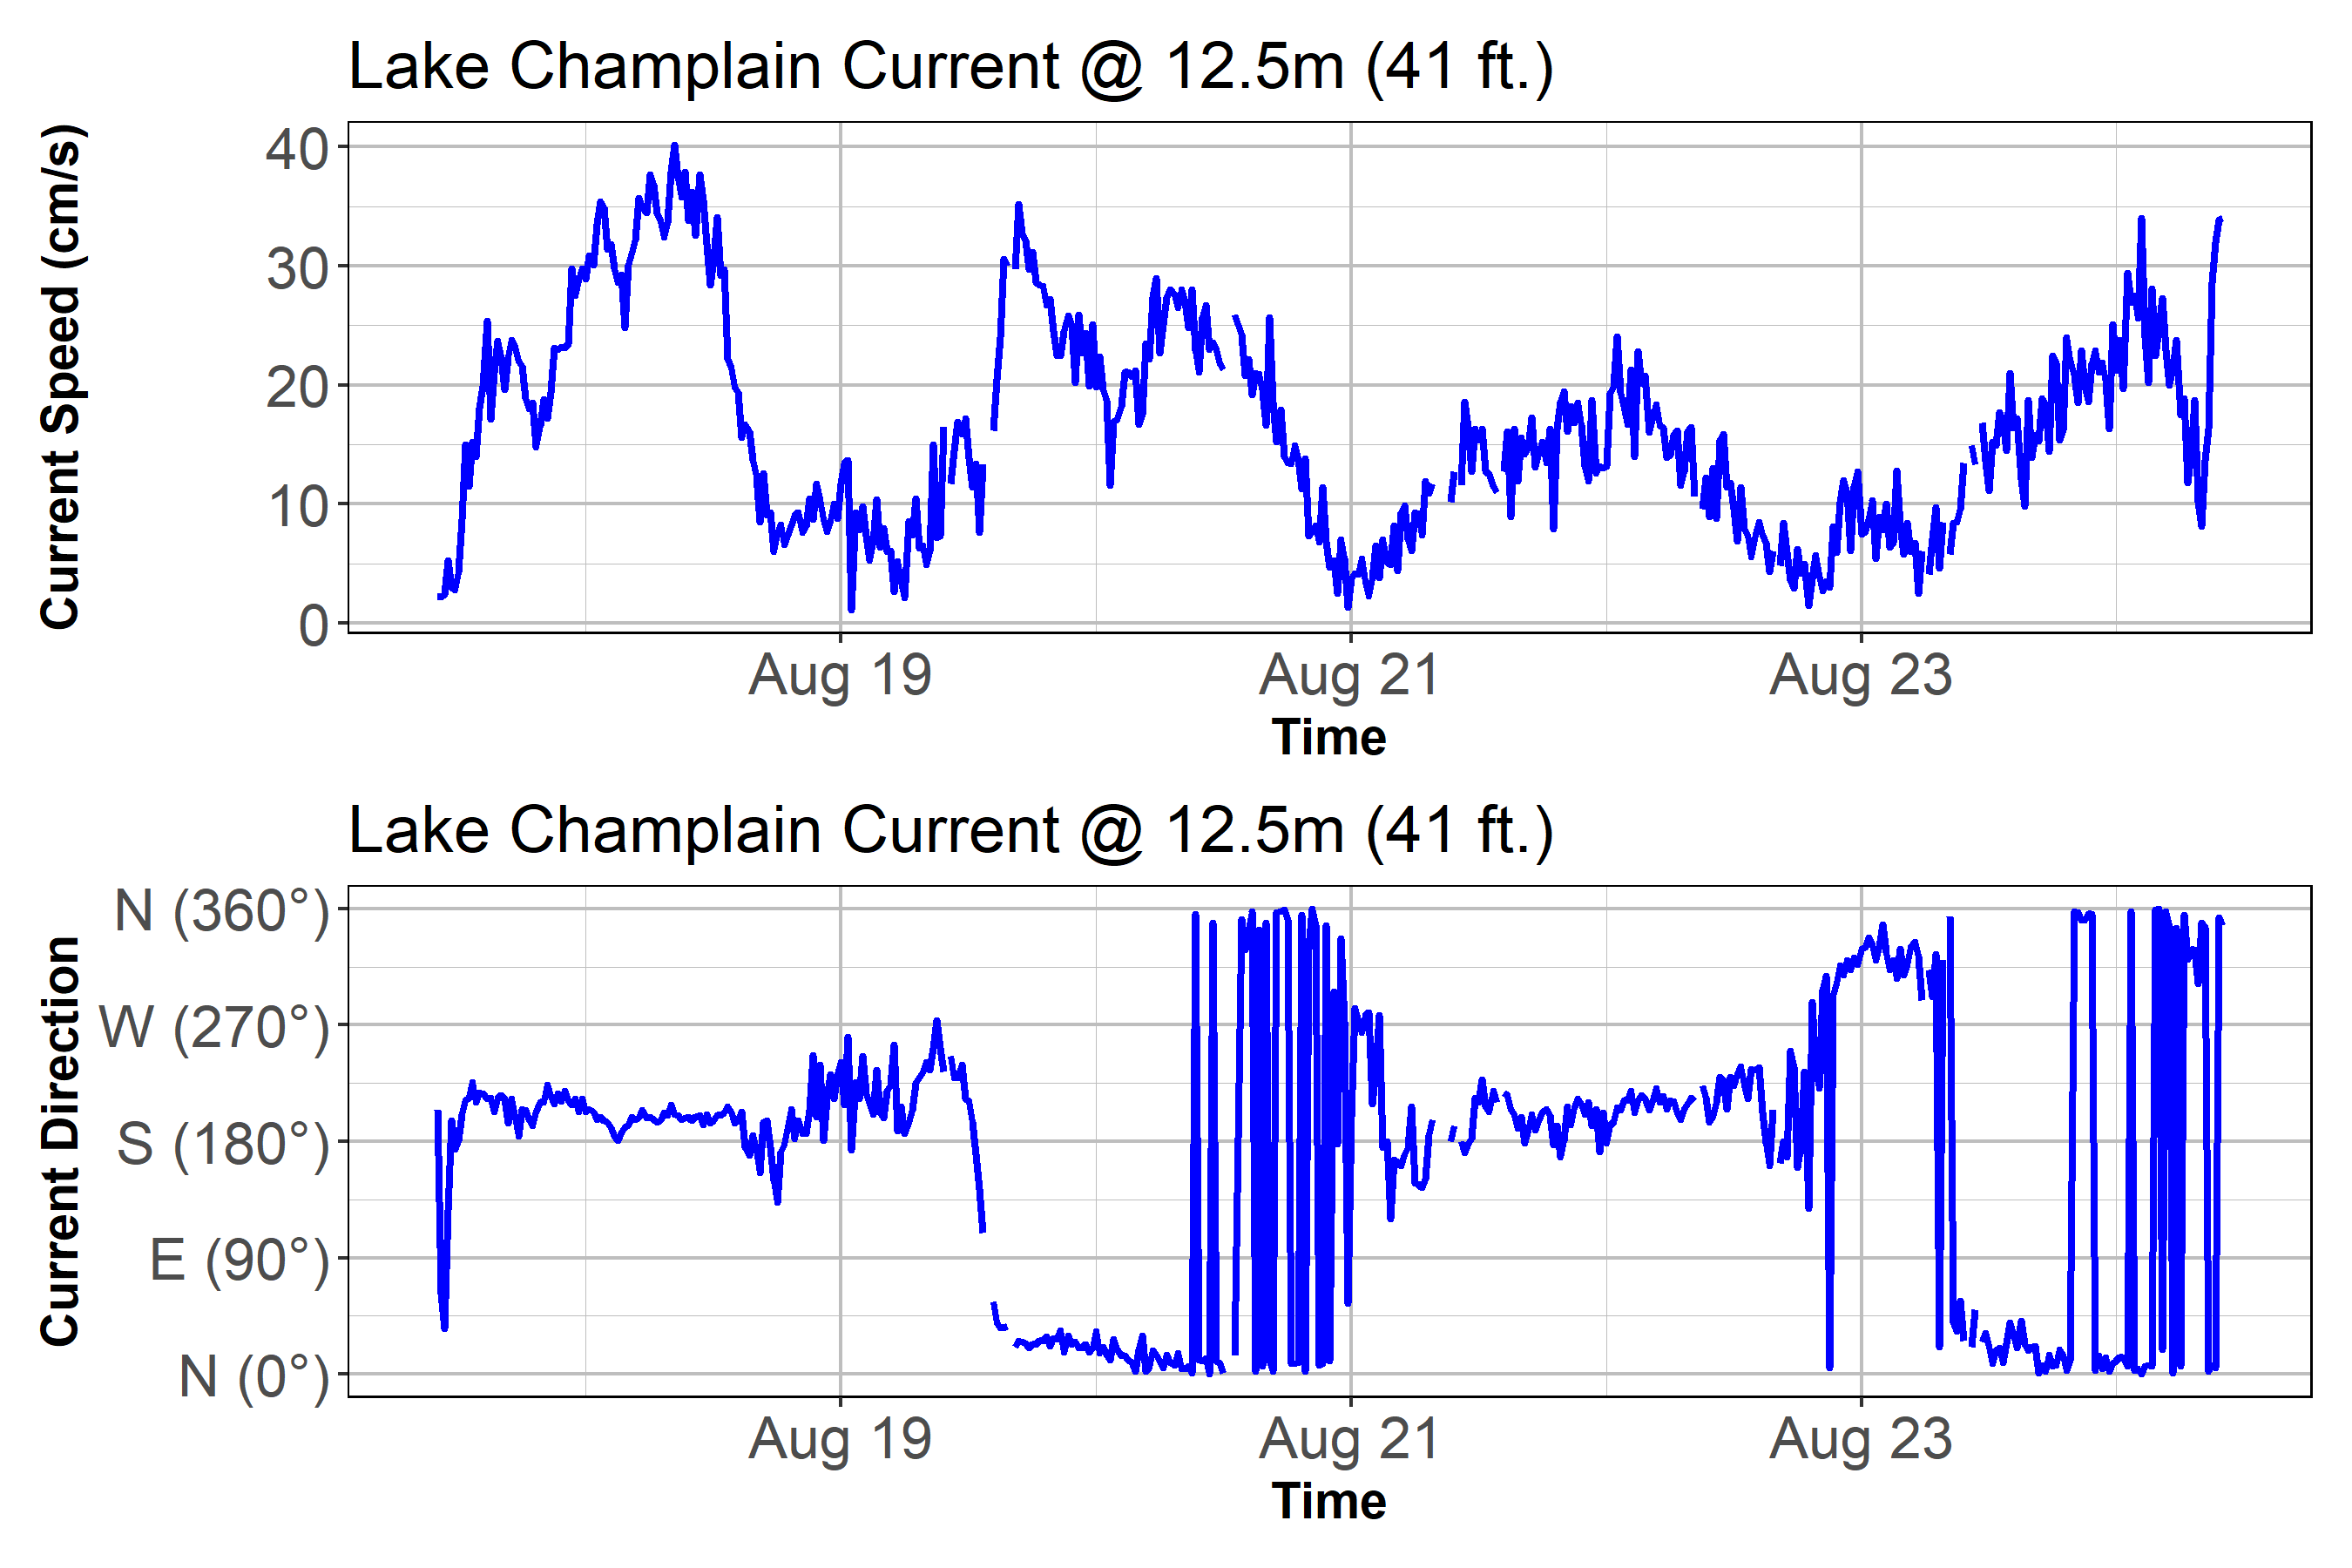 Lake Champlain Current @ 12.5m (41 ft.)
Current Speed (cm/s)
40
30
20
10
0
Aug 19 Aug 21 Aug 23
Time
Lake Champlain Current @ 12.5m (41 ft.)
Current Direction
N (360°)
W (270°)
S (180°)
E (90°)
N (0°)
Aug 19 Aug 21 Aug 23
Time